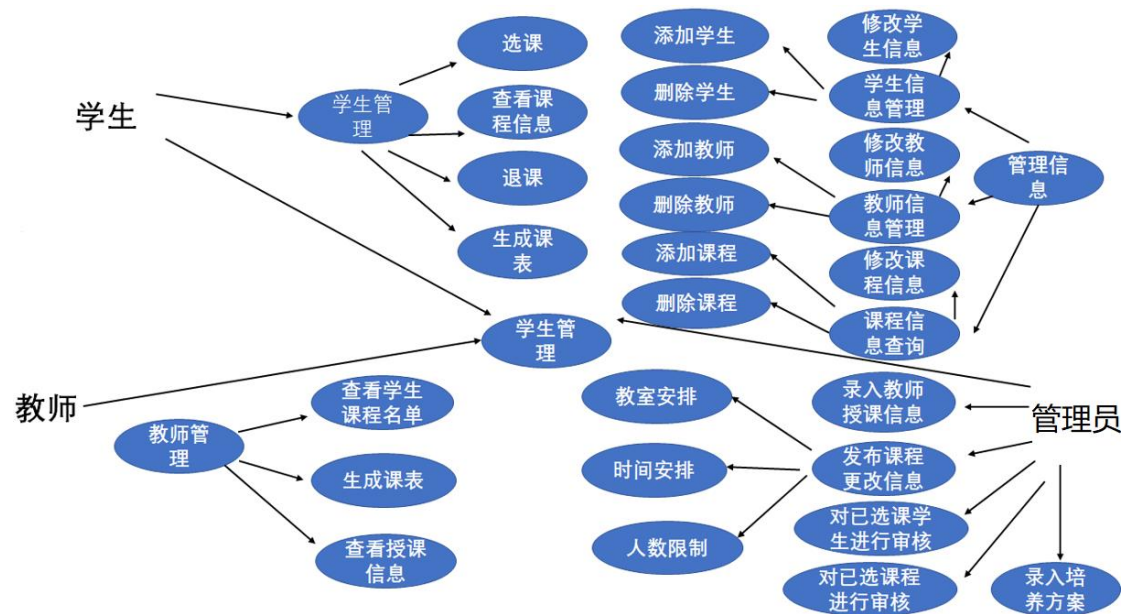 选课
添加学生
修改学
生信息
学生
学生管
理
查看课
程信息
删除学生
学生信
息管理
添加教师
修改教
师信息
管理信
息
退课
删除教师
教师信
息管理
生成课
表
添加课程
修改课
程信息
删除课程
课程信
息查询
学生管
理
教师
查看学生
课程名单
教师管
理
生成课表
查看授课
信息
教室安排
录入教师
授课信息
管理员
时间安排
发布课程
更改信息
人数限制
对已选课学
生进行审核
对已选课程
进行审核
录入培
养方案